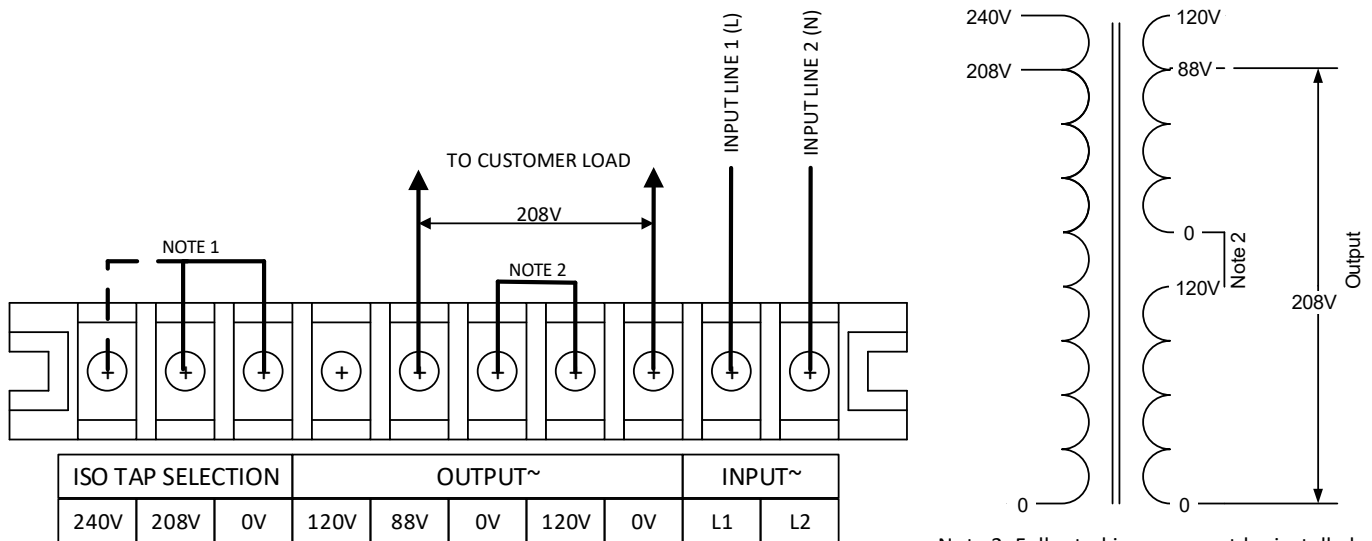 INPUT LINE 1 (L)
INPUT LINE 2 (N)
TO CUSTOMER LOAD
208V
NOTE 1
NOTE 2
ISO TAP SELECTION OUTPUT~ INPUT~
240V 208V 0V 120V 88V 0V 120V 0V L1 L2
240V 120V
208V 88V
0
Note 2
120V
208V
Output
0 0